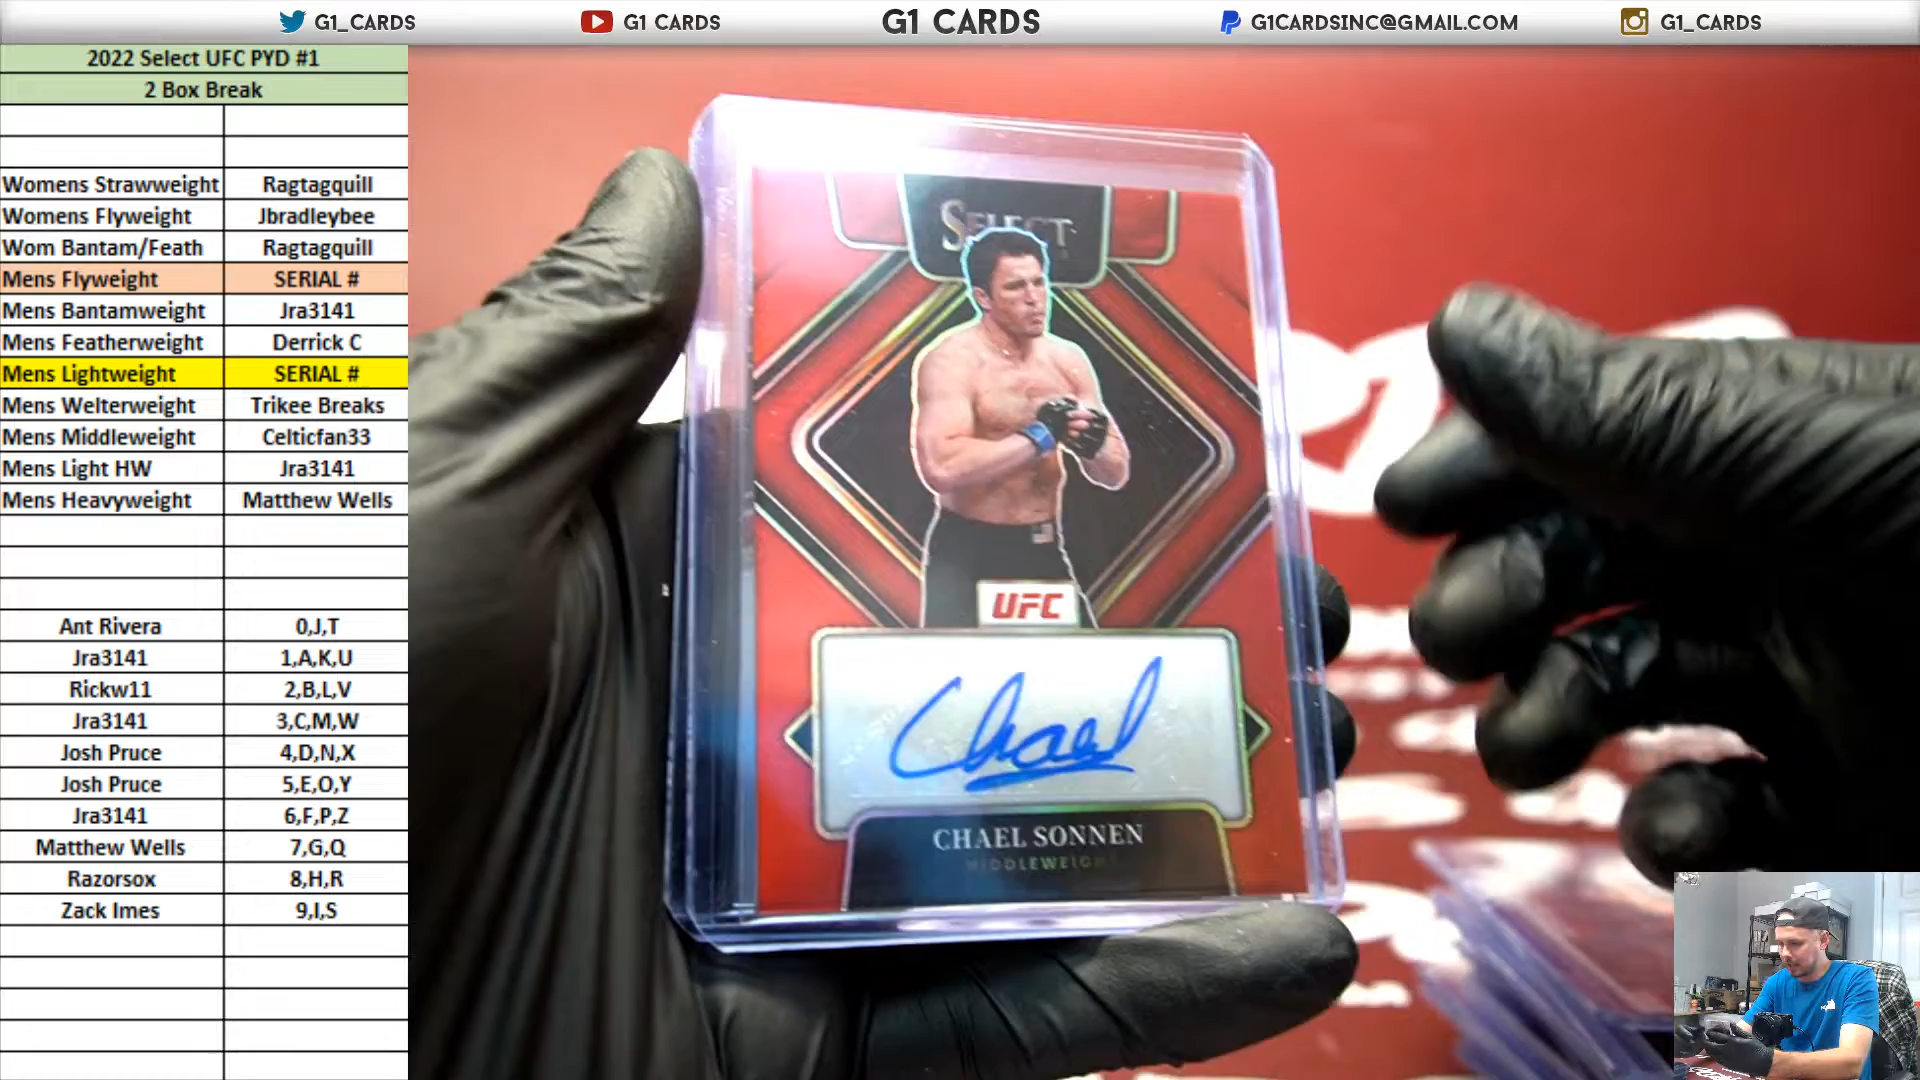 G1_CARDS G1 CARDS G1 CARDS G1CARDSINC@GMAIL.COM G1_CARDS
2022 Select UFC PYD #1
2 Box Break
Womens Strawweight Ragtagquill
Womens Flyweight Jbradleybee
Wom Bantam/Feath Ragtagquill
Mens Flyweight SERIAL #
Mens Bantamweight Jra3141
Mens Featherweight Derrick C
Mens Lightweight SERIAL #
Mens Welterweight Trikee Breaks
Mens Middleweight Celticfan33
Mens Light HW Jra3141
Mens Heavyweight Matthew Wells
Ant Rivera 0,J,T
Jra3141 1,A,K,U
Rickw11 2,B,L,V
Jra3141 3,C,M,W
Josh Pruce 4,D,N,X
Josh Pruce 5,E,O,Y
Jra3141 6,F,P,Z
Matthew Wells 7,G,Q
Razorsox 8,H,R
Zack Imes 9,I,S
SELECT
UFC
Chael
CHAEL SONNEN
MIDDLEWEIGHT